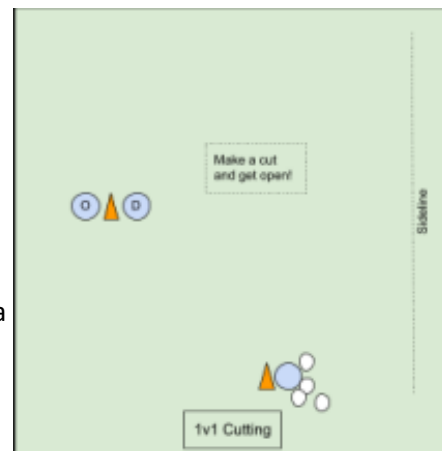 Make a cut
and get open!
O D
Sideline
a
1v1 Cutting